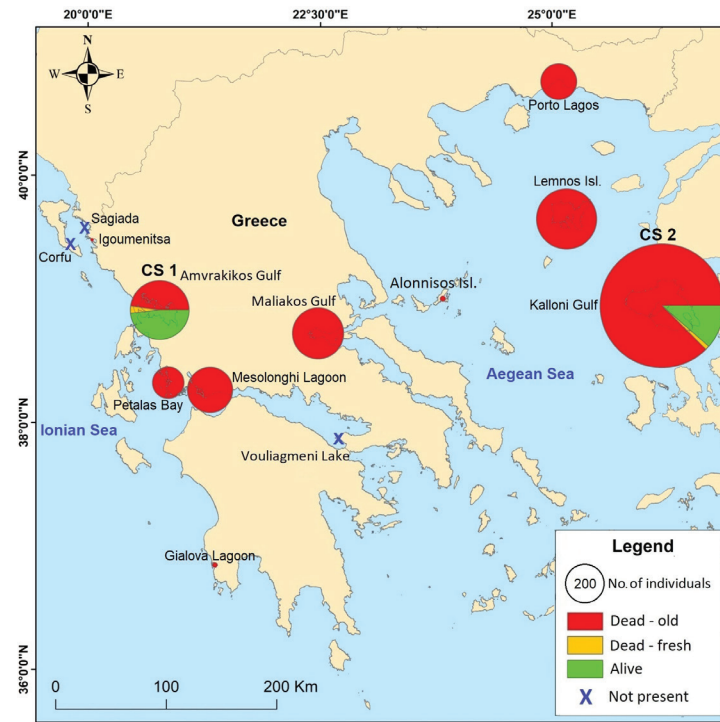 20°0'0"E
22°30'0"E
25°0'0"E
N
W
E
S
Porto Lagos
40°0'0"N
Lemnos Isl.
Sagiada
X
Greece
Igoumenitsa
X
Corfu
CS 2
CS 1
Amvrakikos Gulf
Alonnisos Isl.
Maliakos Gulf
Kalloni Gulf
Mesolonghi Lagoon
Aegean Sea
Petalas Bay
38°0'0"N
Ionian Sea
X
Vouliagmeni Lake
Gialova Lagoon
Legend
200 No. of individuals
Dead - old
Dead - fresh
Alive
X Not present
36°0'0"N
0 100 200 Km